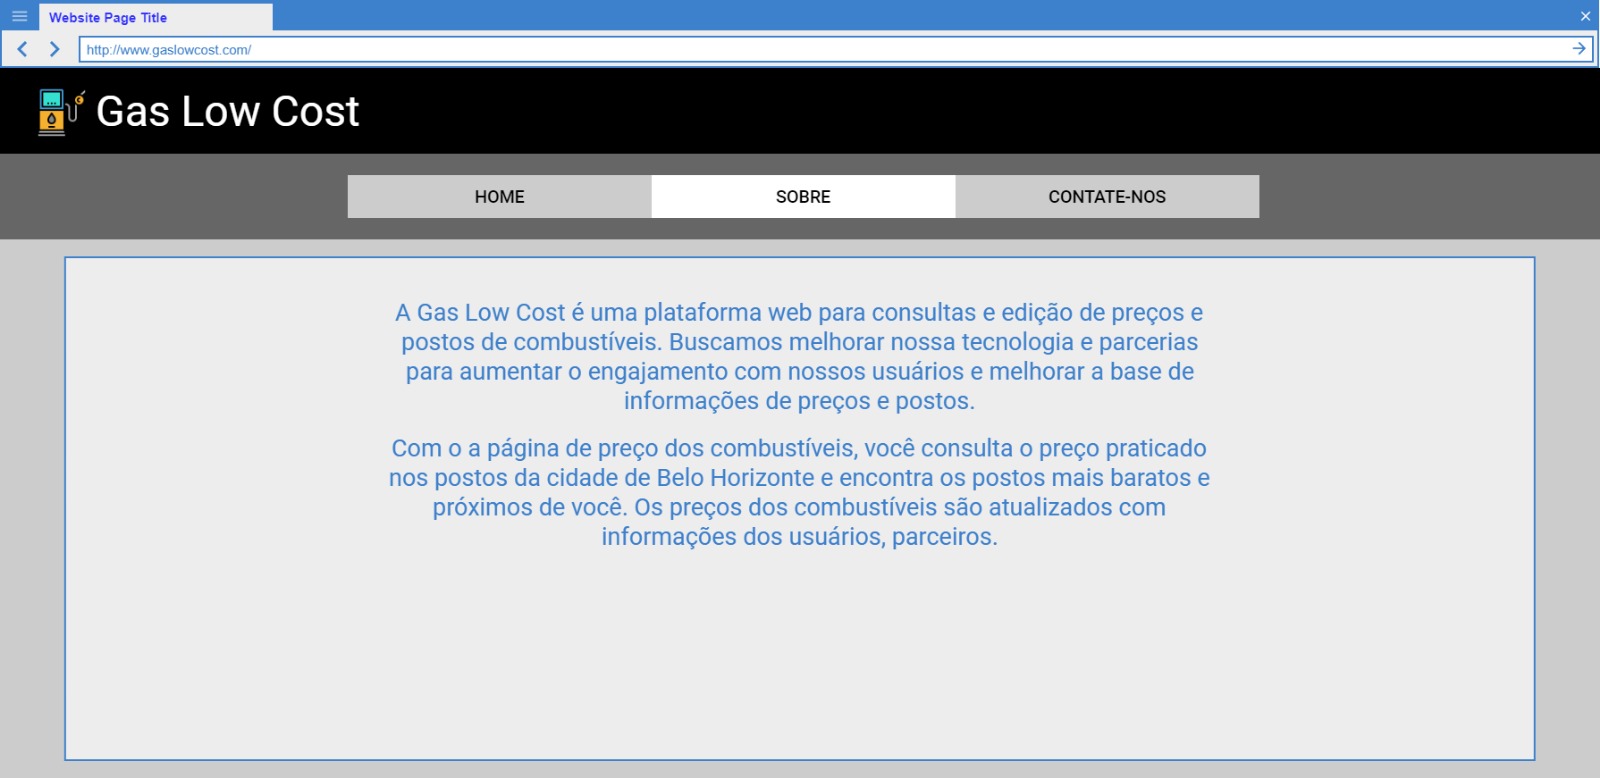 Website Page Title
http://www.gaslowcost.com/
Gas Low Cost
HOME
SOBRE
CONTATE-NOS
A Gas Low Cost é uma plataforma web para consultas e edição de preços e
postos de combustíveis. Buscamos melhorar nossa tecnologia e parcerias
para aumentar o engajamento com nossos usuários e melhorar a base de
informações de preços e postos.
Com o a página de preço dos combustíveis, você consulta o preço praticado
nos postos da cidade de Belo Horizonte e encontra os postos mais baratos e
próximos de você. Os preços dos combustíveis são atualizados com
informações dos usuários, parceiros.